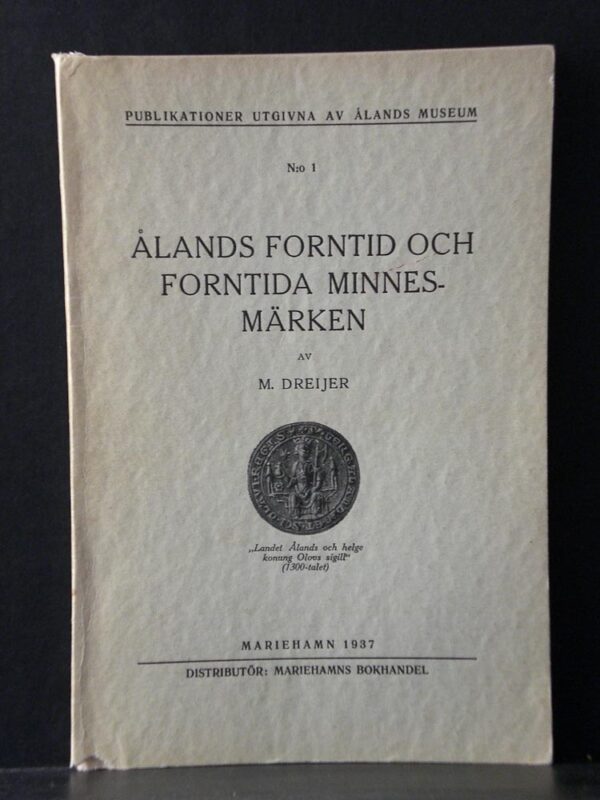 PUBLIKATIONER UTGIVNA AV ÅLANDS MUSEUM
N:o 1
ÅLANDS FORNTID OCH
FORNTIDA MINNES-
MÄRKEN
AV
M. DREIJER
„Landet Ålands och helge
konung Olovs sigill"
(1300-talet)
MARIEHAMN 1937
DISTRIBUTÖR: MARIEHAMNS BOKHANDEL